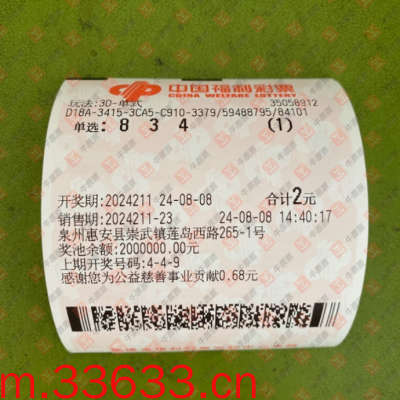 中国福利彩票
CHINA WELFARE LOTTERY
玩法:3D-单式 35058912
D18A-3415-3CA5-C910-3379/59488795/84101
单选: 8 3 4 (1)
开奖期:2024211 24-08-08 合计2元
销售期:2024211-23 24-08-08 14:40:17
泉州惠安县崇武镇莲岛西路265-1号
奖池余额:2000000.00元
上期开奖号码:4-4-9
感谢您为公益慈善事业贡献0.68元
m.33633.cn